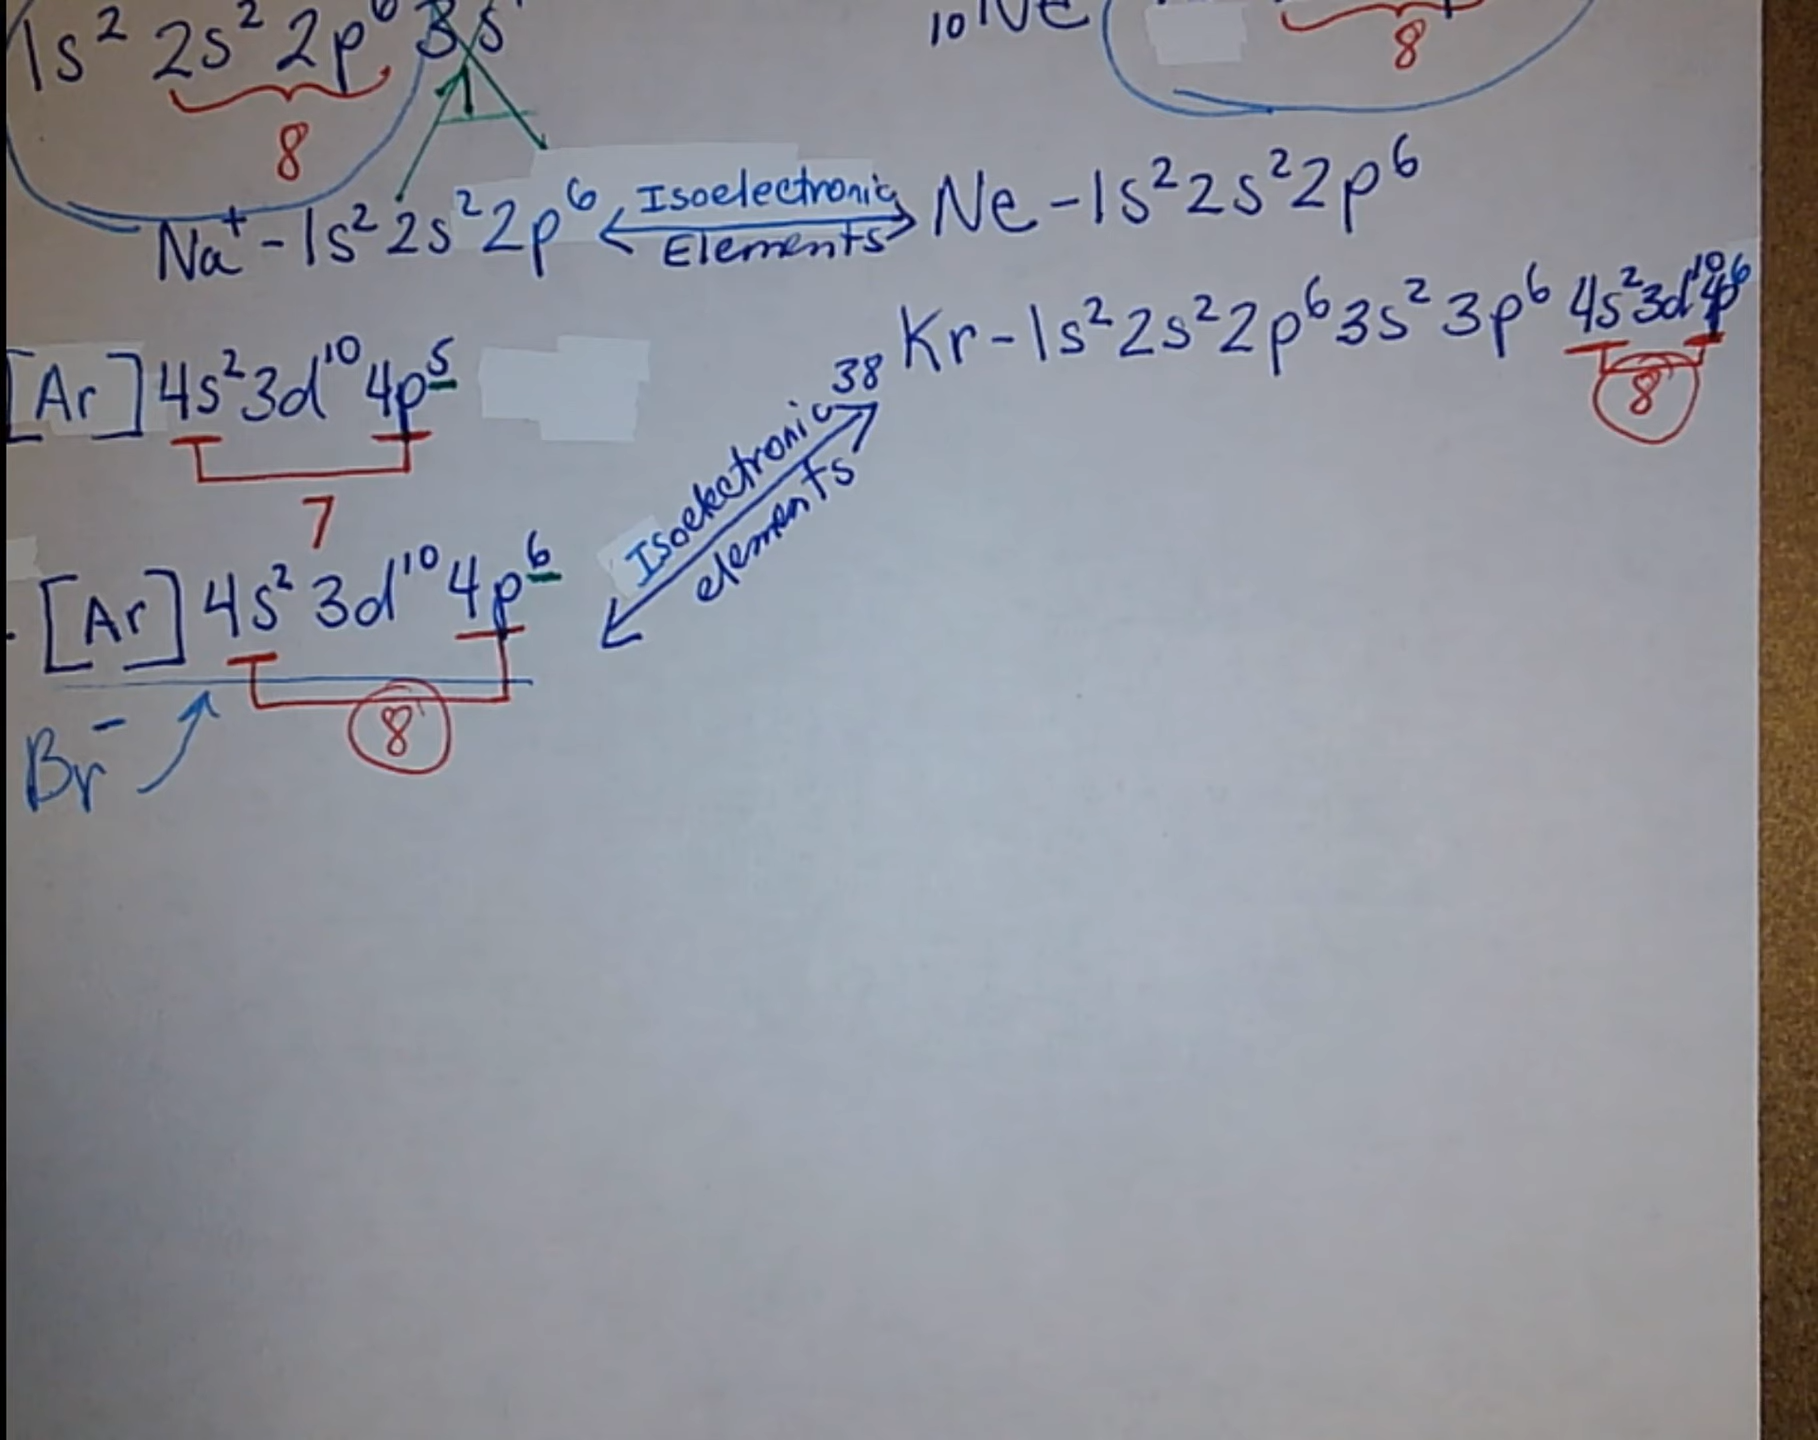 1s² 2s² 2p⁶ 3s¹
8
₁₀Ne
8
Na⁺ - 1s² 2s² 2p⁶
Isoelectronic
Elements
Ne - 1s² 2s² 2p⁶
[Ar] 4s² 3d¹⁰ 4p⁵
7
38 Kr - 1s² 2s² 2p⁶ 3s² 3p⁶ 4s² 3d¹⁰ 4p⁶
8
Isoelectronic
elements
- [Ar] 4s² 3d¹⁰ 4p⁶
8
Br⁻